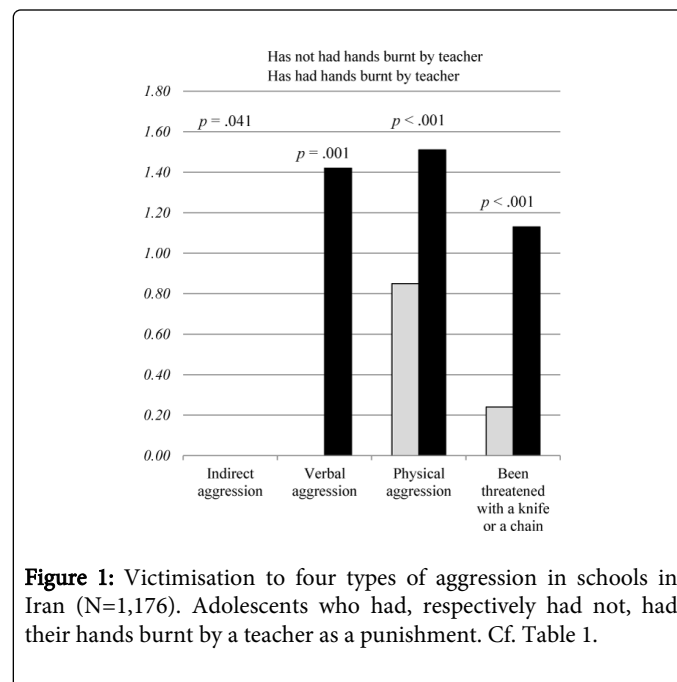 Has not had hands burnt by teacher
Has had hands burnt by teacher
1.80
1.60
1.40
1.20
1.00
0.80
0.60
0.40
0.20
0.00
p = .041
p = .001
p < .001
p < .001
Indirect
aggression
Verbal
aggression
Physical
aggression
Been
threatened
with a knife
or a chain
Figure 1: Victimisation to four types of aggression in schools in
Iran (N=1,176). Adolescents who had, respectively had not, had
their hands burnt by a teacher as a punishment. Cf. Table 1.